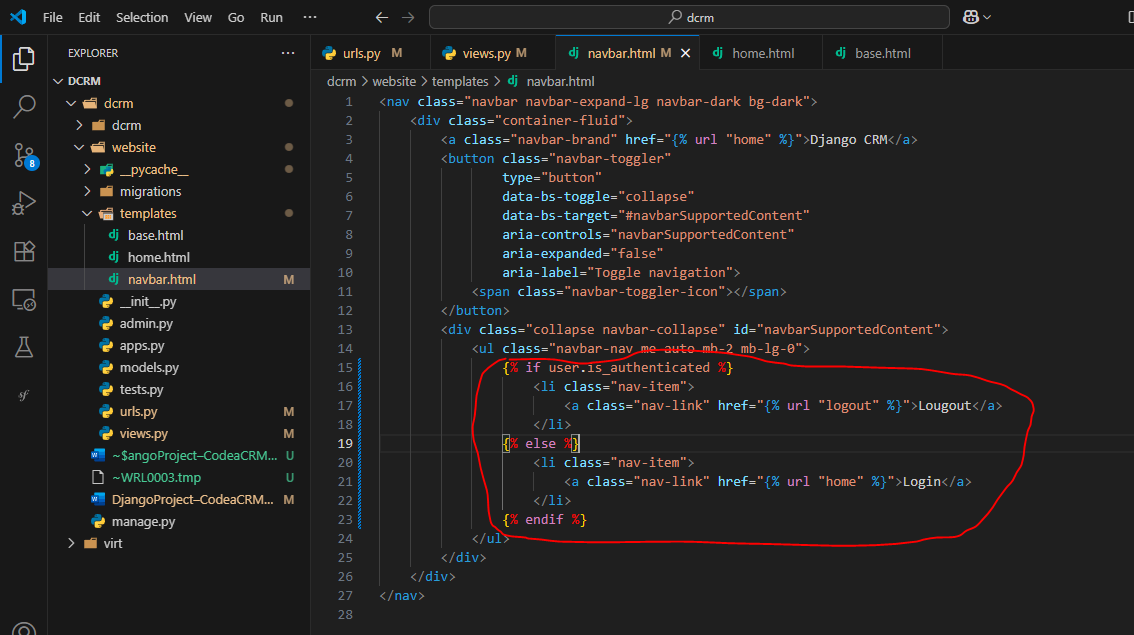 File Edit Selection View Go Run ···
dcrm
EXPLORER ···
DCRM
dcrm
dcrm
website
__pycache__
migrations
templates
base.html
home.html
navbar.html M
__init__.py
admin.py
apps.py
models.py
tests.py
urls.py M
views.py M
~$angoProject–CodeaCRM... U
~WRL0003.tmp U
DjangoProject–CodeaCRM... M
manage.py
virt
8
urls.py M views.py M navbar.html M home.html base.html
dcrm > website > templates > navbar.html
1 <nav class="navbar navbar-expand-lg navbar-dark bg-dark">
2 <div class="container-fluid">
3 <a class="navbar-brand" href="{% url "home" %}">Django CRM</a>
4 <button class="navbar-toggler"
5 type="button"
6 data-bs-toggle="collapse"
7 data-bs-target="#navbarSupportedContent"
8 aria-controls="navbarSupportedContent"
9 aria-expanded="false"
10 aria-label="Toggle navigation">
11 <span class="navbar-toggler-icon"></span>
12 </button>
13 <div class="collapse navbar-collapse" id="navbarSupportedContent">
14 <ul class="navbar-nav me-auto mb-2 mb-lg-0">
15 {% if user.is_authenticated %}
16 <li class="nav-item">
17 <a class="nav-link" href="{% url "logout" %}">Lougout</a>
18 </li>
19 {% else %}
20 <li class="nav-item">
21 <a class="nav-link" href="{% url "home" %}">Login</a>
22 </li>
23 {% endif %}
24 </ul>
25 </div>
26 </div>
27 </nav>
28